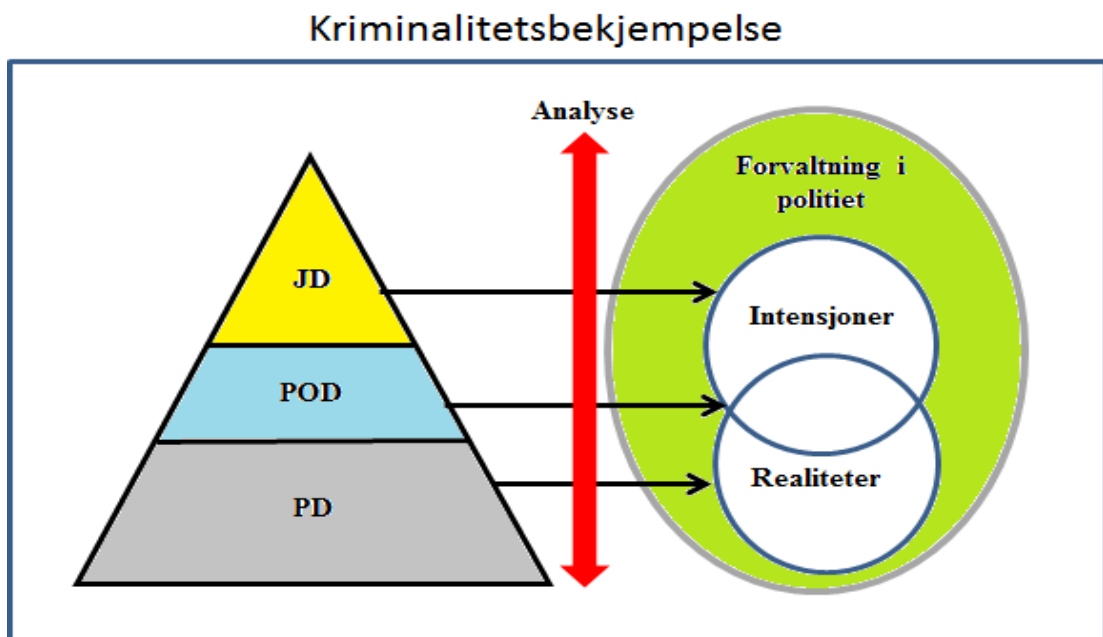 Kriminalitetsbekjempelse
Analyse
Forvaltning i
politiet
JD
Intensjoner
POD
Realiteter
PD